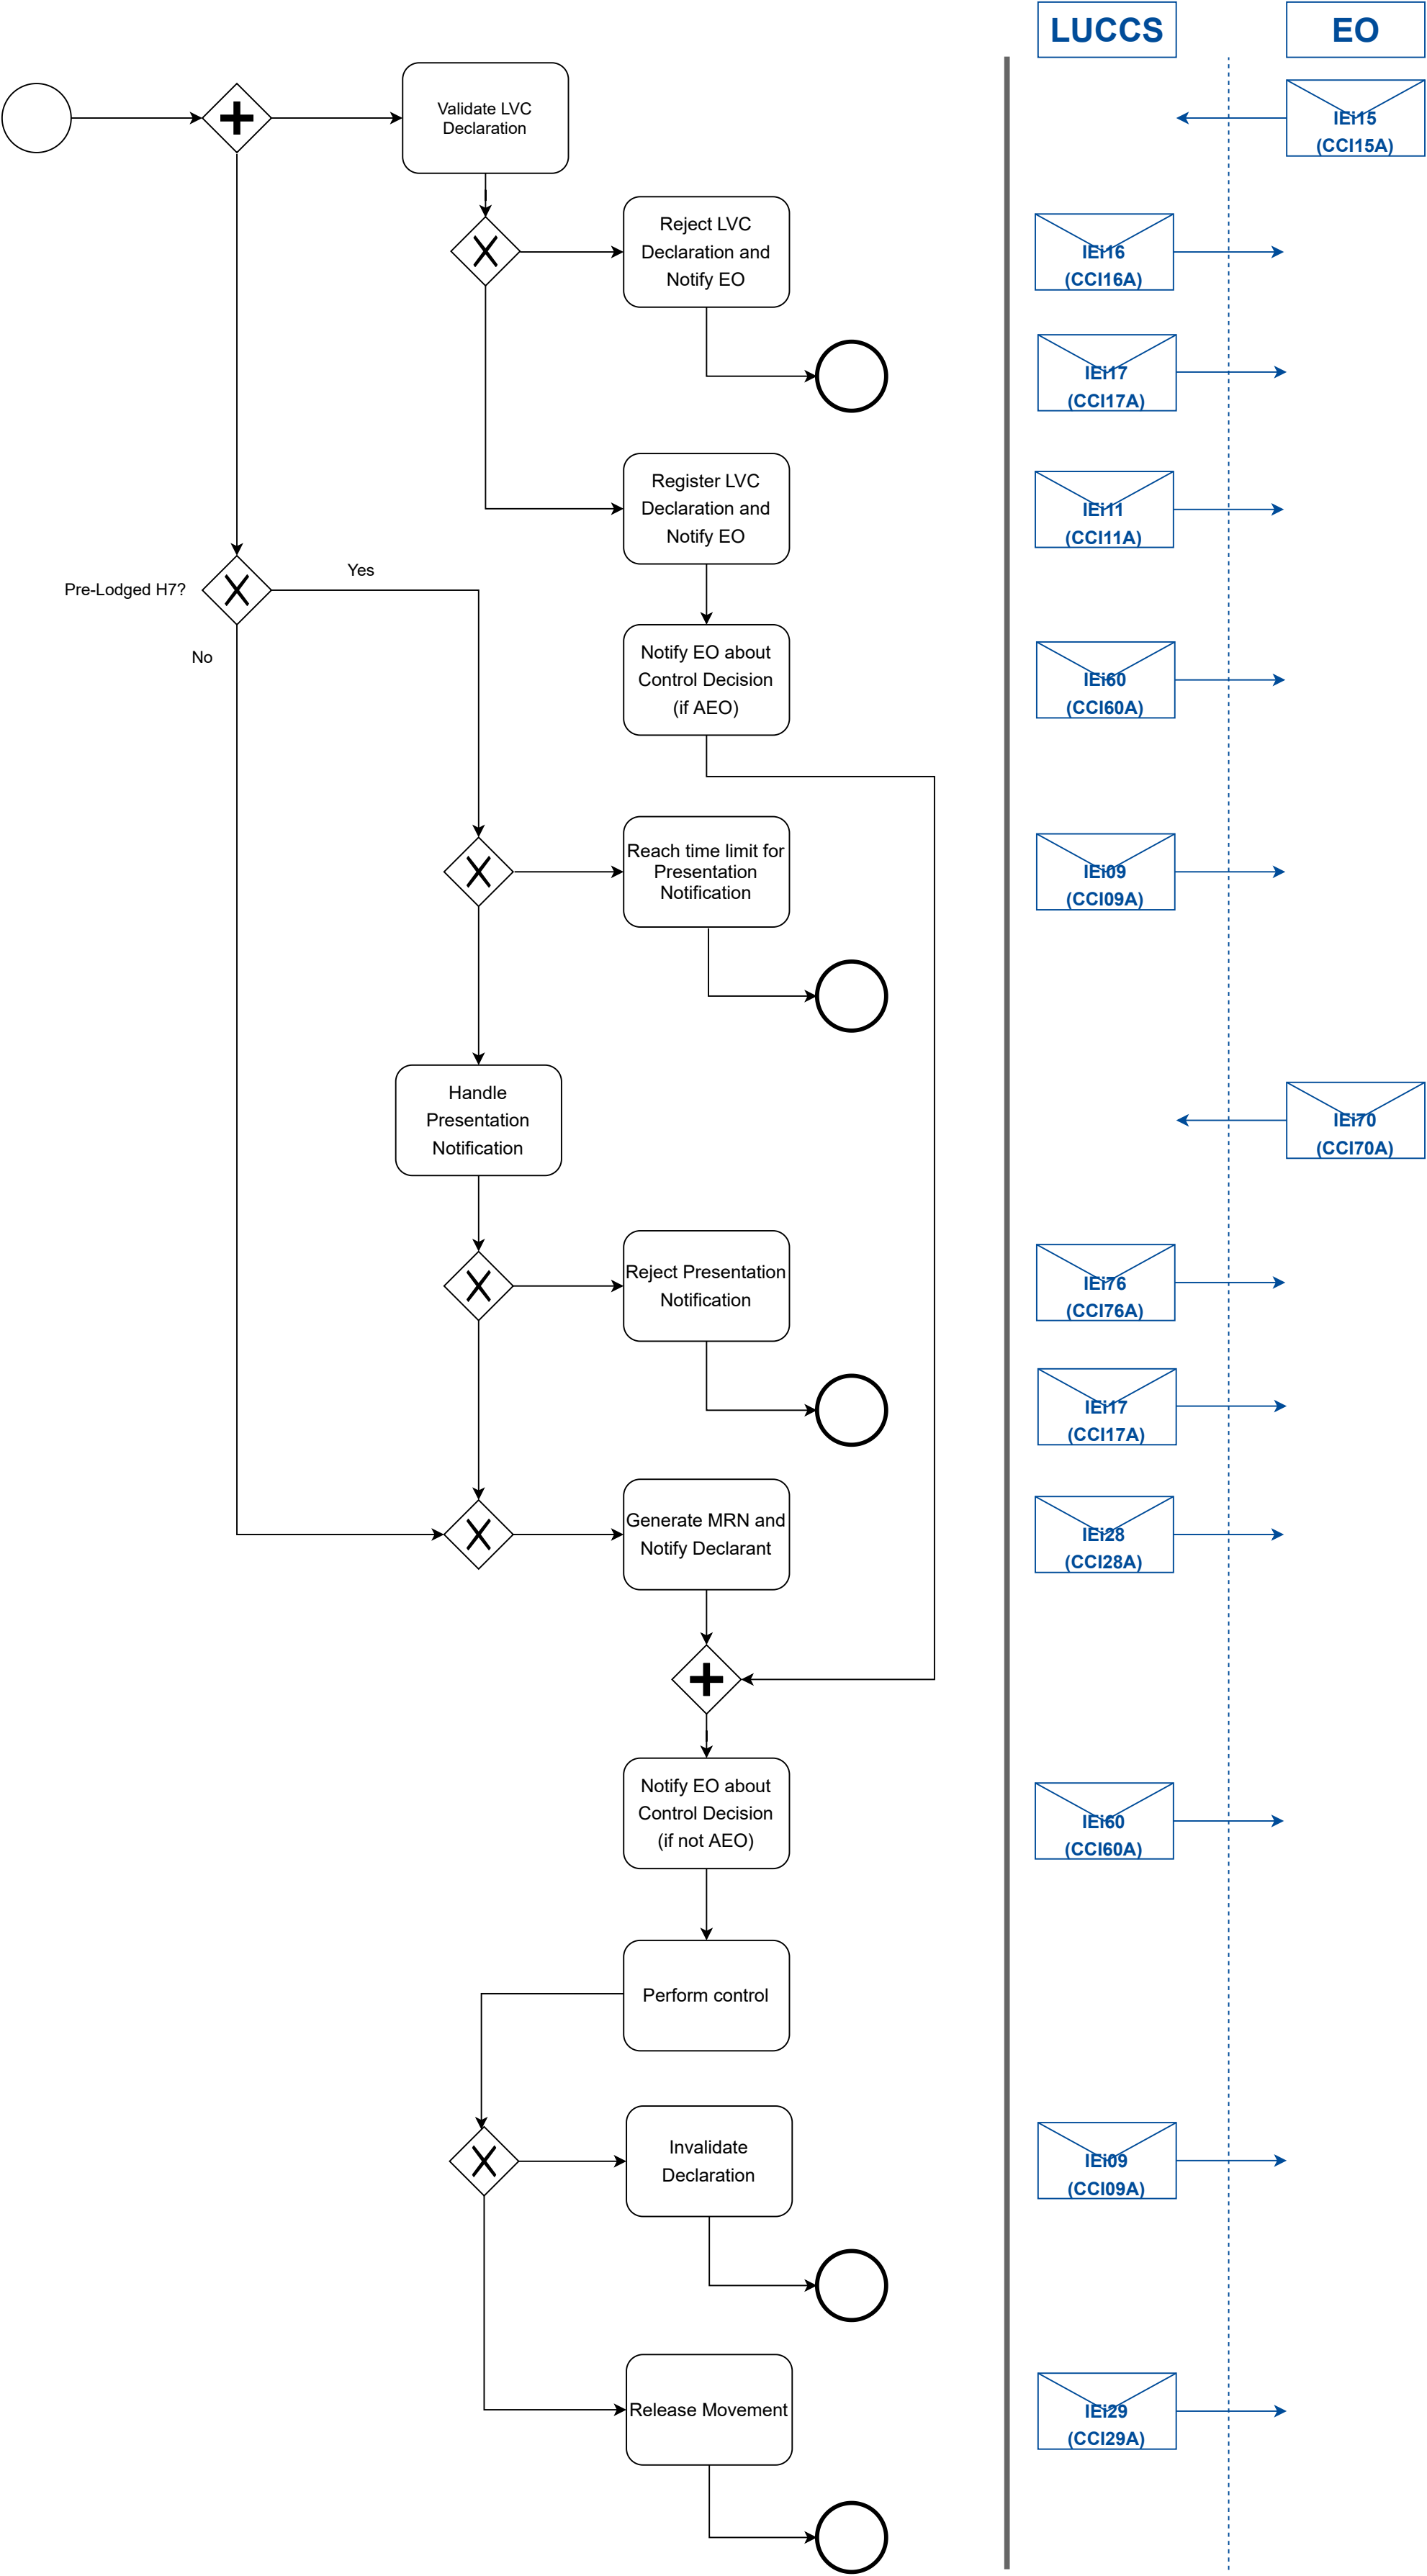 LUCCS
EO
Validate LVC
Declaration
IEi15
(CCI15A)
Reject LVC
Declaration and
Notify EO
IEi16
(CCI16A)
IEi17
(CCI17A)
Register LVC
Declaration and
Notify EO
IEi11
(CCI11A)
Pre-Lodged H7?
Yes
No
Notify EO about
Control Decision
(if AEO)
IEi60
(CCI60A)
Reach time limit for
Presentation
Notification
IEi09
(CCI09A)
Handle
Presentation
Notification
IEi70
(CCI70A)
Reject Presentation
Notification
IEi76
(CCI76A)
IEi17
(CCI17A)
Generate MRN and
Notify Declarant
IEi28
(CCI28A)
Notify EO about
Control Decision
(if not AEO)
IEi60
(CCI60A)
Perform control
Invalidate
Declaration
IEi09
(CCI09A)
Release Movement
IEi29
(CCI29A)